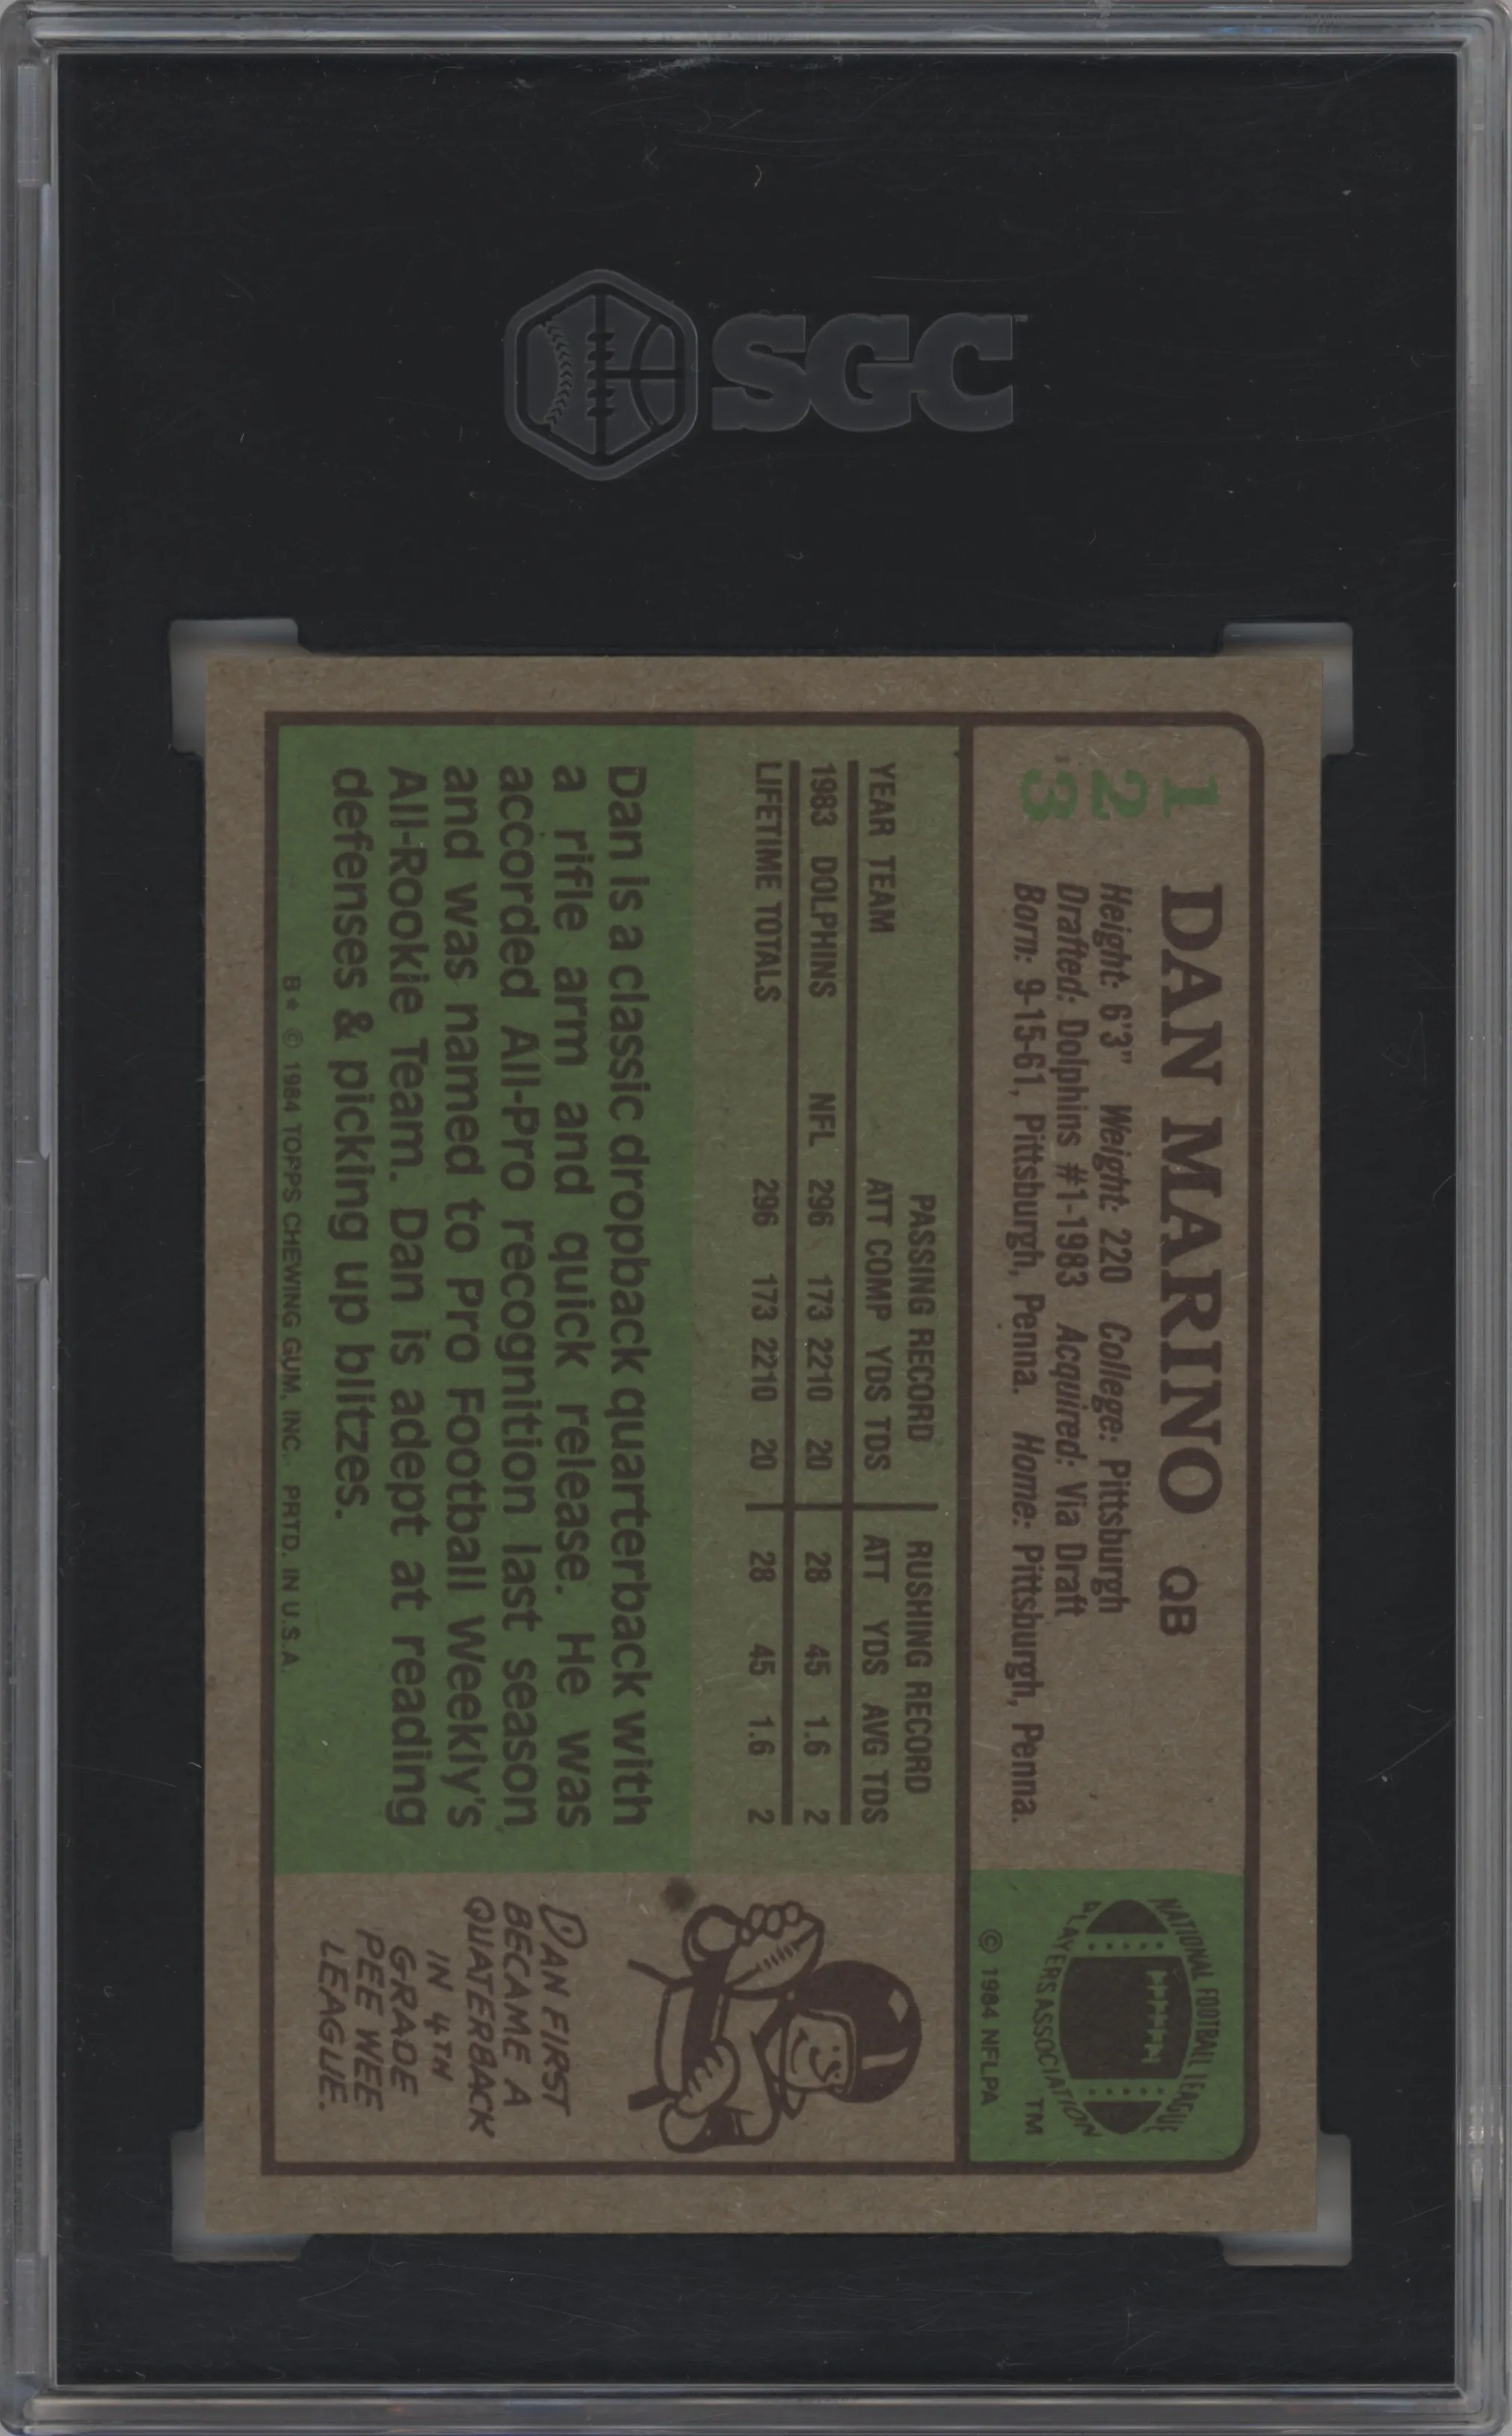 SGC
123
DAN MARINO QB
Height: 6'3" Weight: 220 College: Pittsburgh
Drafted: Dolphins #1-1983 Acquired: Via Draft
Born: 9-15-61, Pittsburgh, Penna. Home: Pittsburgh, Penna.
NATIONAL FOOTBALL LEAGUE
PLAYERS ASSOCIATION TM
© 1984 NFLPA
PASSING RECORD RUSHING RECORD
YEAR TEAM ATT COMP YDS TDS ATT YDS AVG TDS
1983 DOLPHINS NFL 296 173 2210 20 28 45 1.6 2
LIFETIME TOTALS 296 173 2210 20 28 45 1.6 2
Dan is a classic dropback quarterback with
a rifle arm and quick release. He was
accorded All-Pro recognition last season
and was named to Pro Football Weekly's
All-Rookie Team. Dan is adept at reading
defenses & picking up blitzes.
B* © 1984 TOPPS CHEWING GUM, INC. PRTD. IN U.S.A.
DAN FIRST
BECAME A
QUATERBACK
IN 4TH
GRADE
PEE WEE
LEAGUE.